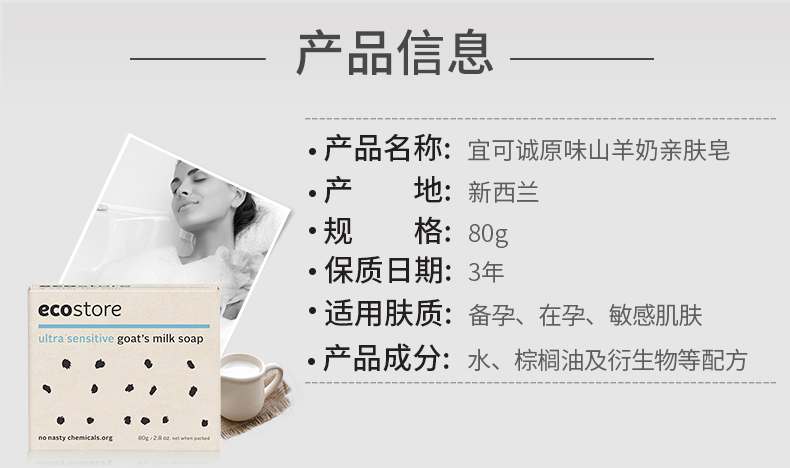 产品信息
产品名称: 宜可诚原味山羊奶亲肤皂
产地: 新西兰
规格: 80g
保质日期: 3年
适用肤质: 备孕、在孕、敏感肌肤
产品成分: 水、棕榈油及衍生物等配方
ecostore
ultra sensitive goat's milk soap
no nasty chemicals.org
80g / 2.8 oz. net when packed